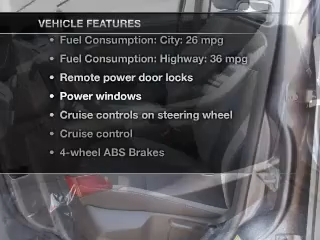 VEHICLE FEATURES
• Fuel Consumption: City: 26 mpg
• Fuel Consumption: Highway: 36 mpg
• Remote power door locks
• Power windows
• Cruise controls on steering wheel
• Cruise control
• 4-wheel ABS Brakes